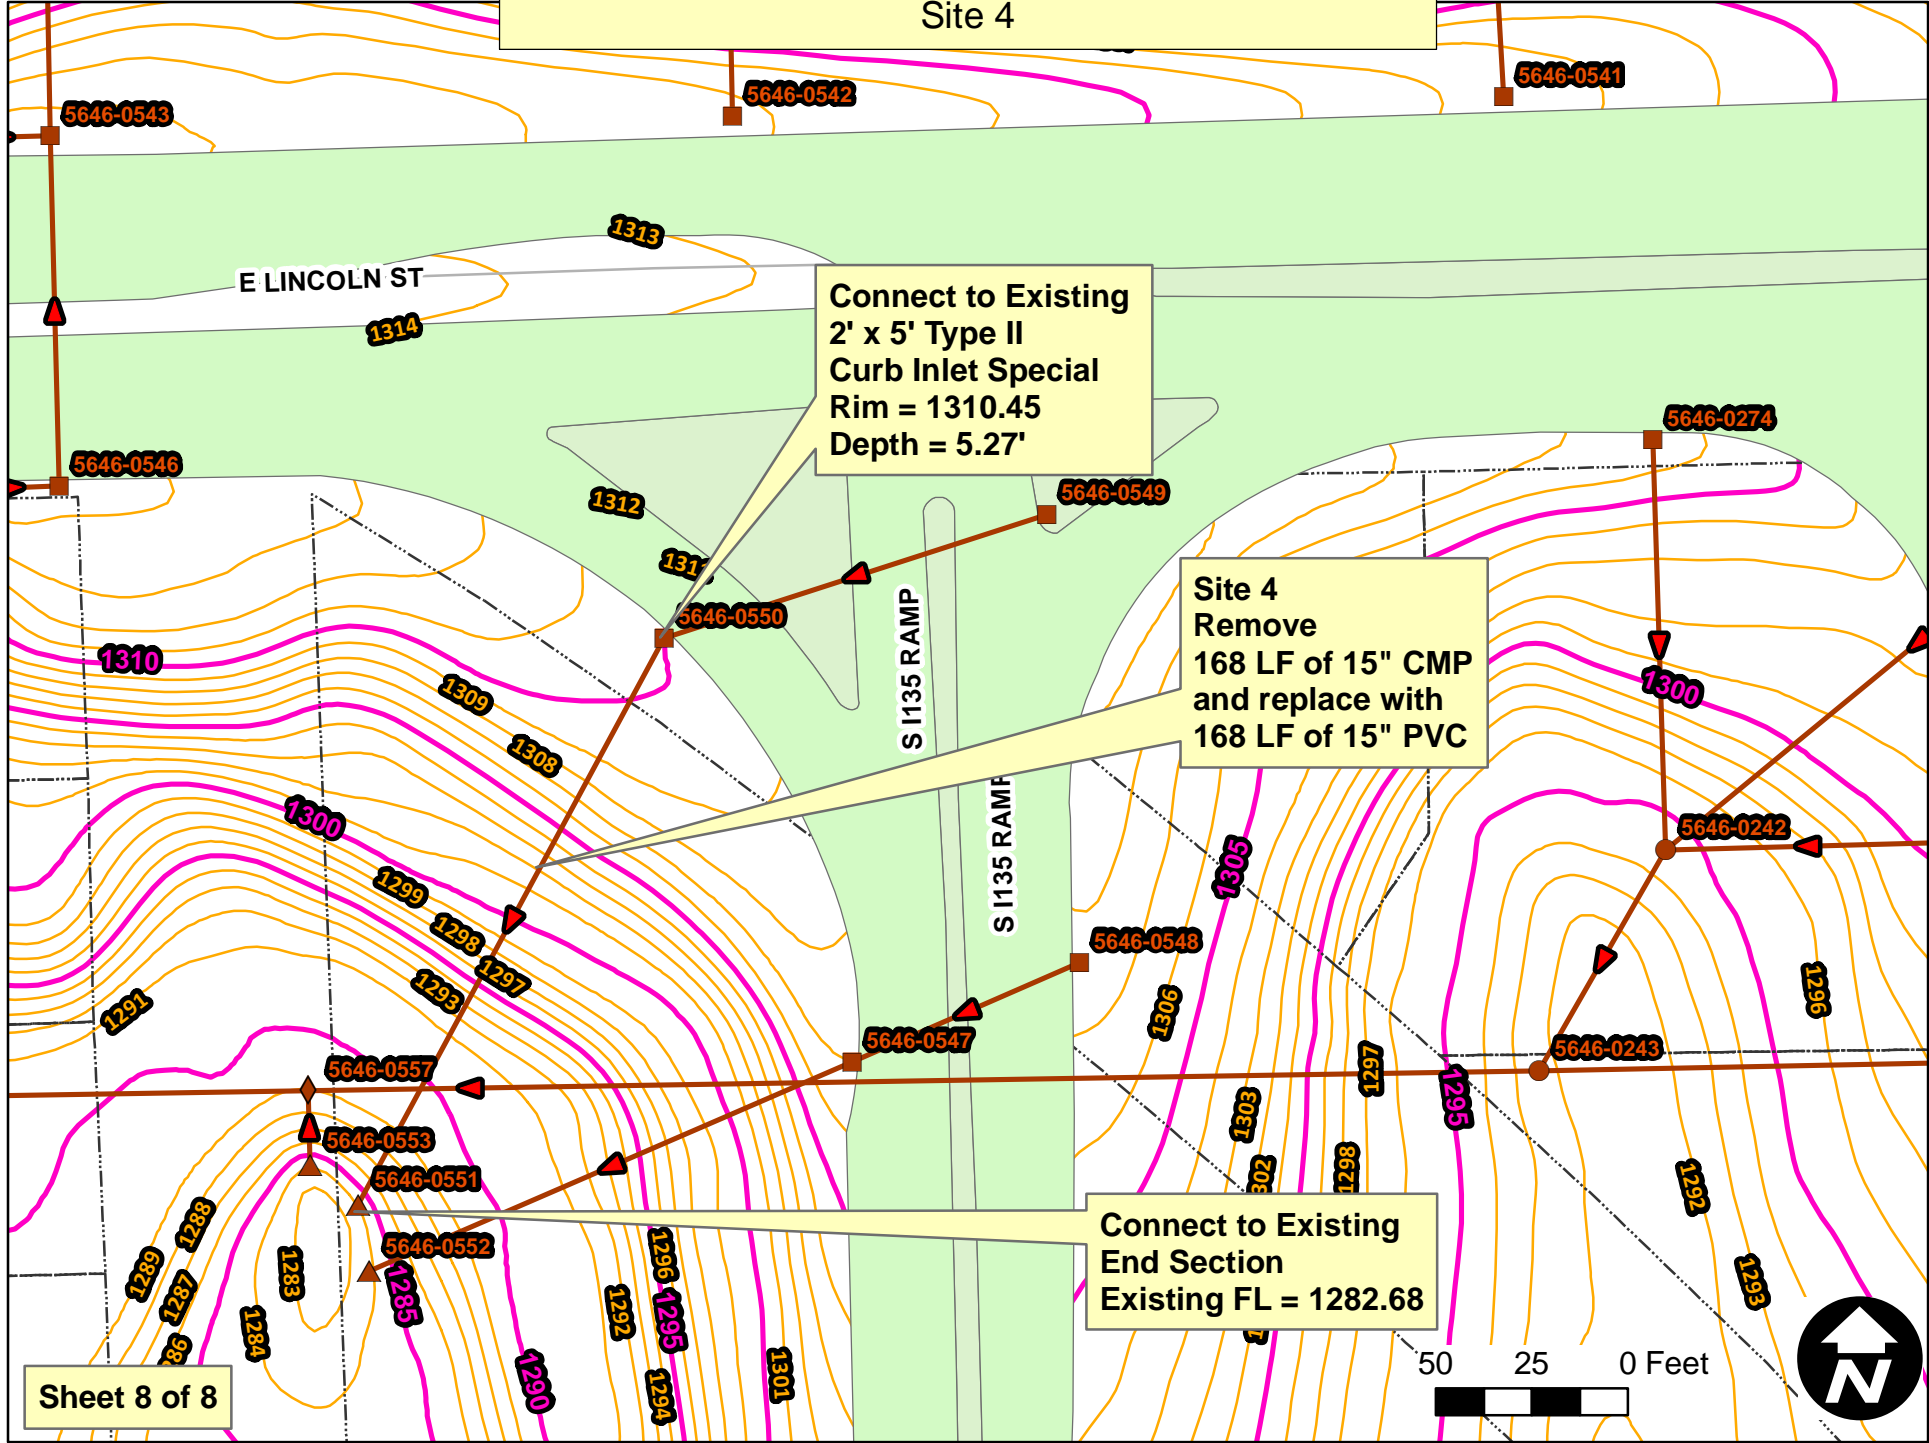 Site 4
5646-0541
5646-0542
5646-0543
1313
E LINCOLN ST
1314
Connect to Existing
2' x 5' Type II
Curb Inlet Special
Rim = 1310.45
Depth = 5.27'
5646-0274
5646-0546
1312
5646-0549
5646-0550
S I135 RAMP
Site 4
Remove
168 LF of 15" CMP
and replace with
168 LF of 15" PVC
1310
1309
1300
1308
1300
S I135 RAMP
5646-0242
1305
1299
1298
1297
1293
1291
5646-0548
1306
1296
5646-0547
5646-0243
5646-0557
1297
1295
1303
5646-0553
5646-0551
1298
1292
1288
5646-0552
1289
1287
1283
1285
1284
1296
1295
1292
1294
1290
1301
Connect to Existing
End Section
Existing FL = 1282.68
1293
50 25 0 Feet
N
Sheet 8 of 8